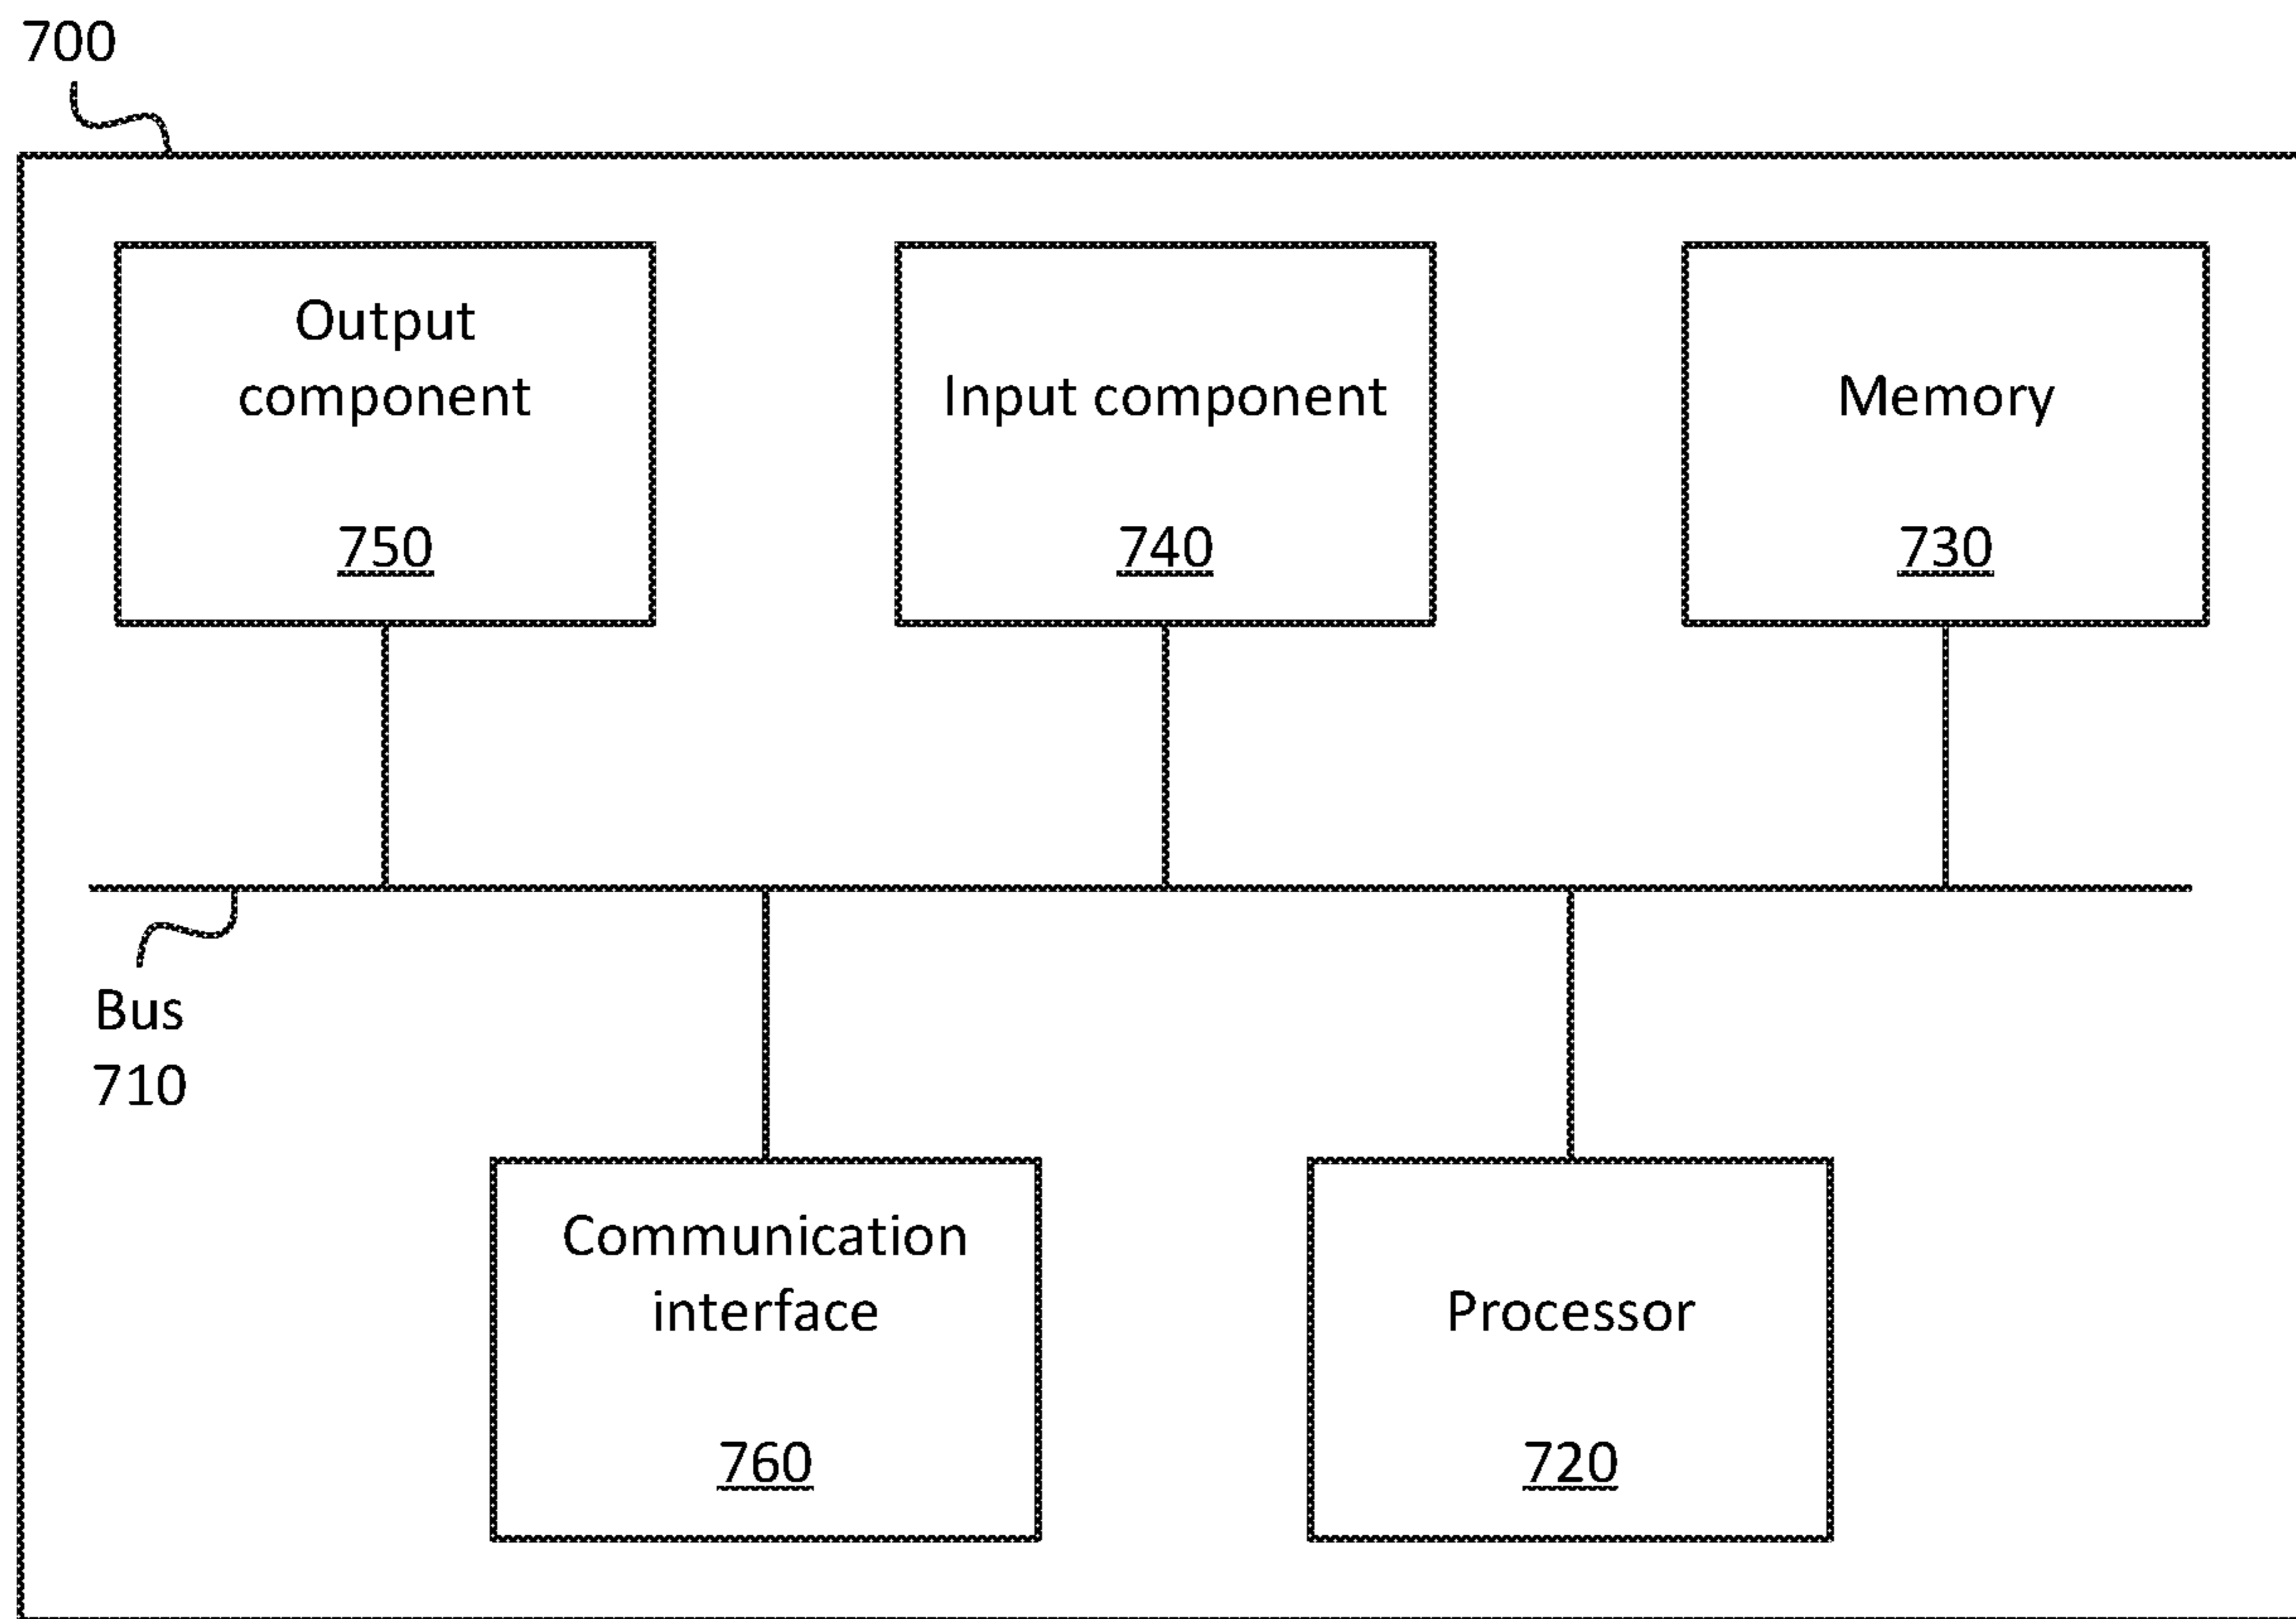 700
Output
component
750
Input component
740
Memory
730
Bus
710
Communication
interface
760
Processor
720